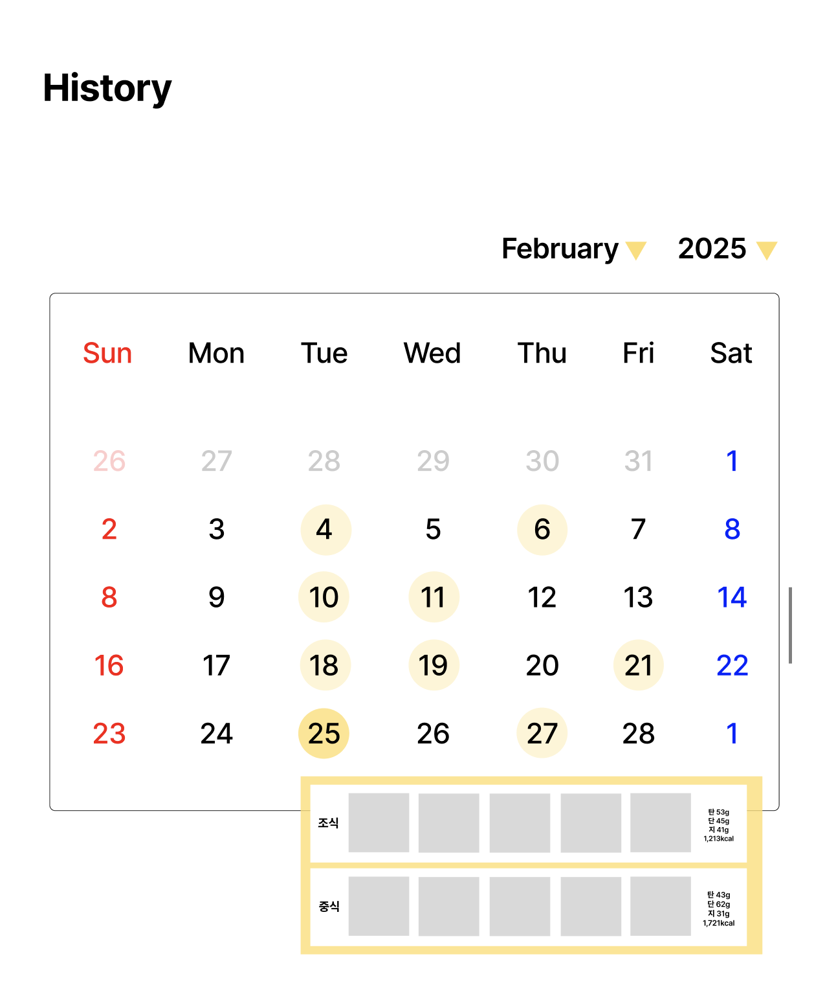 History
February 2025
Sun Mon Tue Wed Thu Fri Sat
26 27 28 29 30 31 1
2 3 4 5 6 7 8
8 9 10 11 12 13 14
16 17 18 19 20 21 22
23 24 25 26 27 28 1
조식
탄 53g
단 45g
지 41g
1,213kcal
중식
탄 43g
단 62g
지 31g
1,721kcal